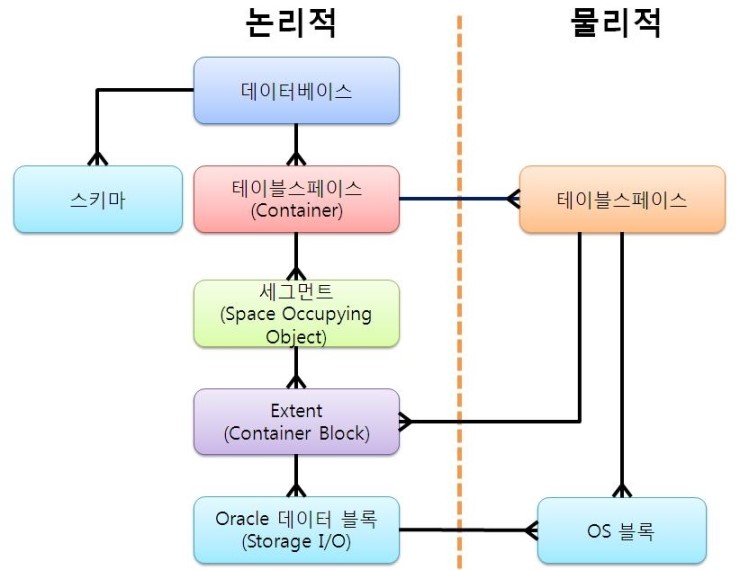 논리적
물리적
데이터베이스
스키마
테이블스페이스
(Container)
테이블스페이스
세그먼트
(Space Occupying
Object)
Extent
(Container Block)
Oracle 데이터 블록
(Storage I/O)
OS 블록